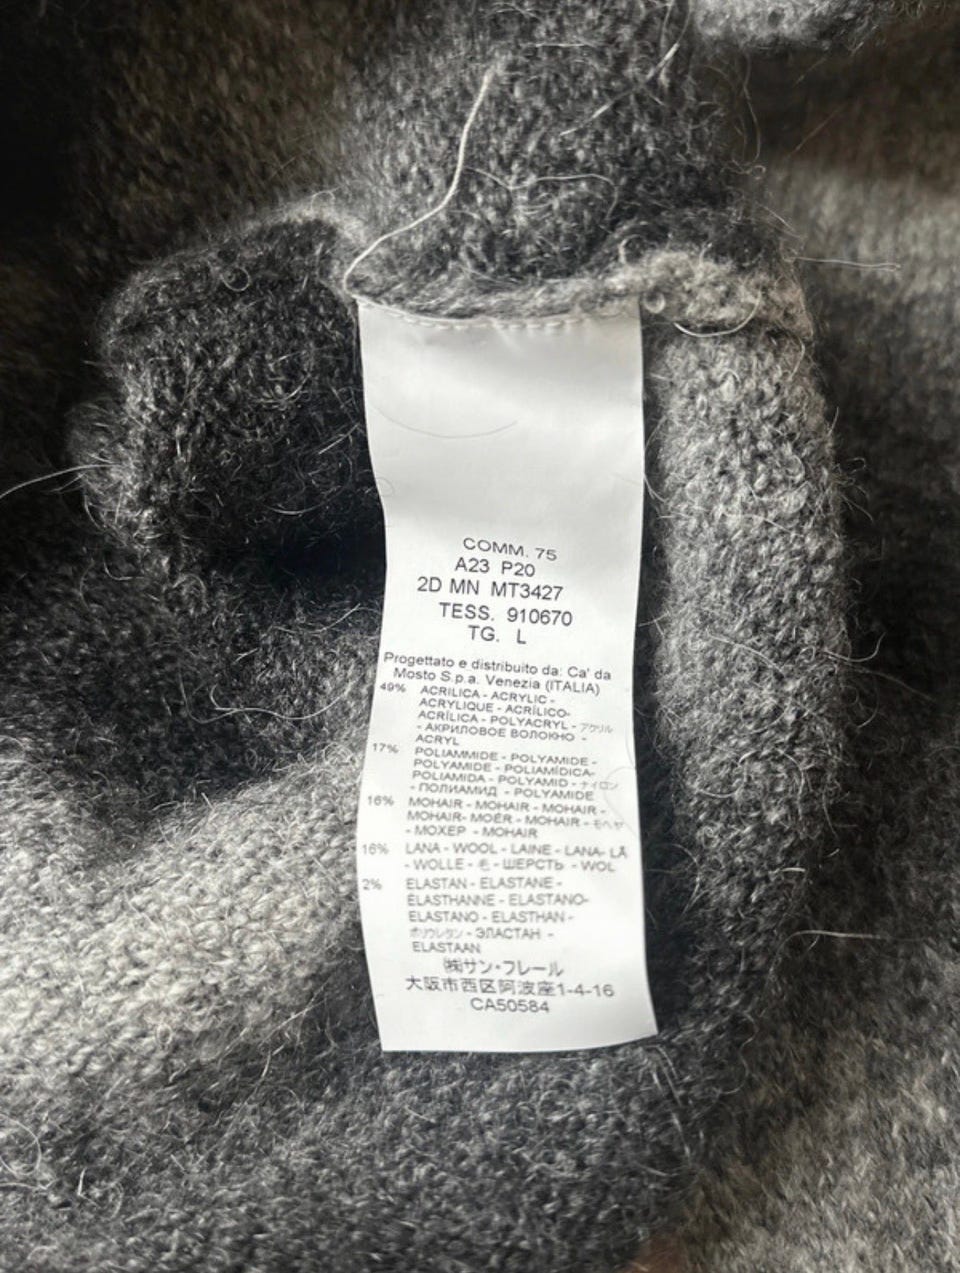 COMM. 75
A23 P20
2D MN MT3427
TESS. 910670
TG. L
Progettato e distribuito da: Ca' da
Mosto S.p.a. Venezia (ITALIA)
49% ACRILICA - ACRYLIC -
ACRYLIQUE - ACRÍLICO-
ACRÍLICA - POLYACRYL - アクリル
- АКРИЛОВОЕ ВОЛОКНО -
ACRYL
17% POLIAMMIDE - POLYAMIDE -
POLYAMIDE - POLIAMÍDICA-
POLIAMIDA - POLYAMID - ナイロン
- ПОЛИАМИД - POLYAMIDE
16% MOHAIR - MOHAIR - MOHAIR -
MOHAIR- MOÉR - MOHAIR - モヘヤ
- МОХЕР - MOHAIR
16% LANA - WOOL - LAINE - LANA- LÃ
- WOLLE - 毛 - ШЕРСТЬ - WOL
2% ELASTAN - ELASTANE -
ELASTHANNE - ELASTANO-
ELASTANO - ELASTHAN -
ポリウレタン - ЭЛАСТАН -
ELASTAAN
㈱サン・フレール
大阪市西区阿波座1-4-16
CA50584